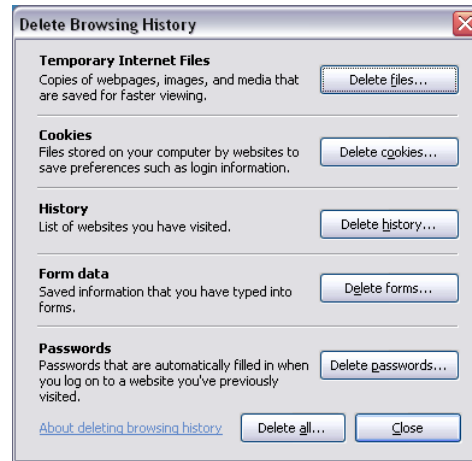 Delete Browsing History
Temporary Internet Files
Copies of webpages, images, and media that
are saved for faster viewing.
Delete files...
Cookies
Files stored on your computer by websites to
save preferences such as login information.
Delete cookies...
History
List of websites you have visited.
Delete history...
Form data
Saved information that you have typed into
forms.
Delete forms...
Passwords
Passwords that are automatically filled in when
you log on to a website you've previously
visited.
Delete passwords...
About deleting browsing history
Delete all...
Close